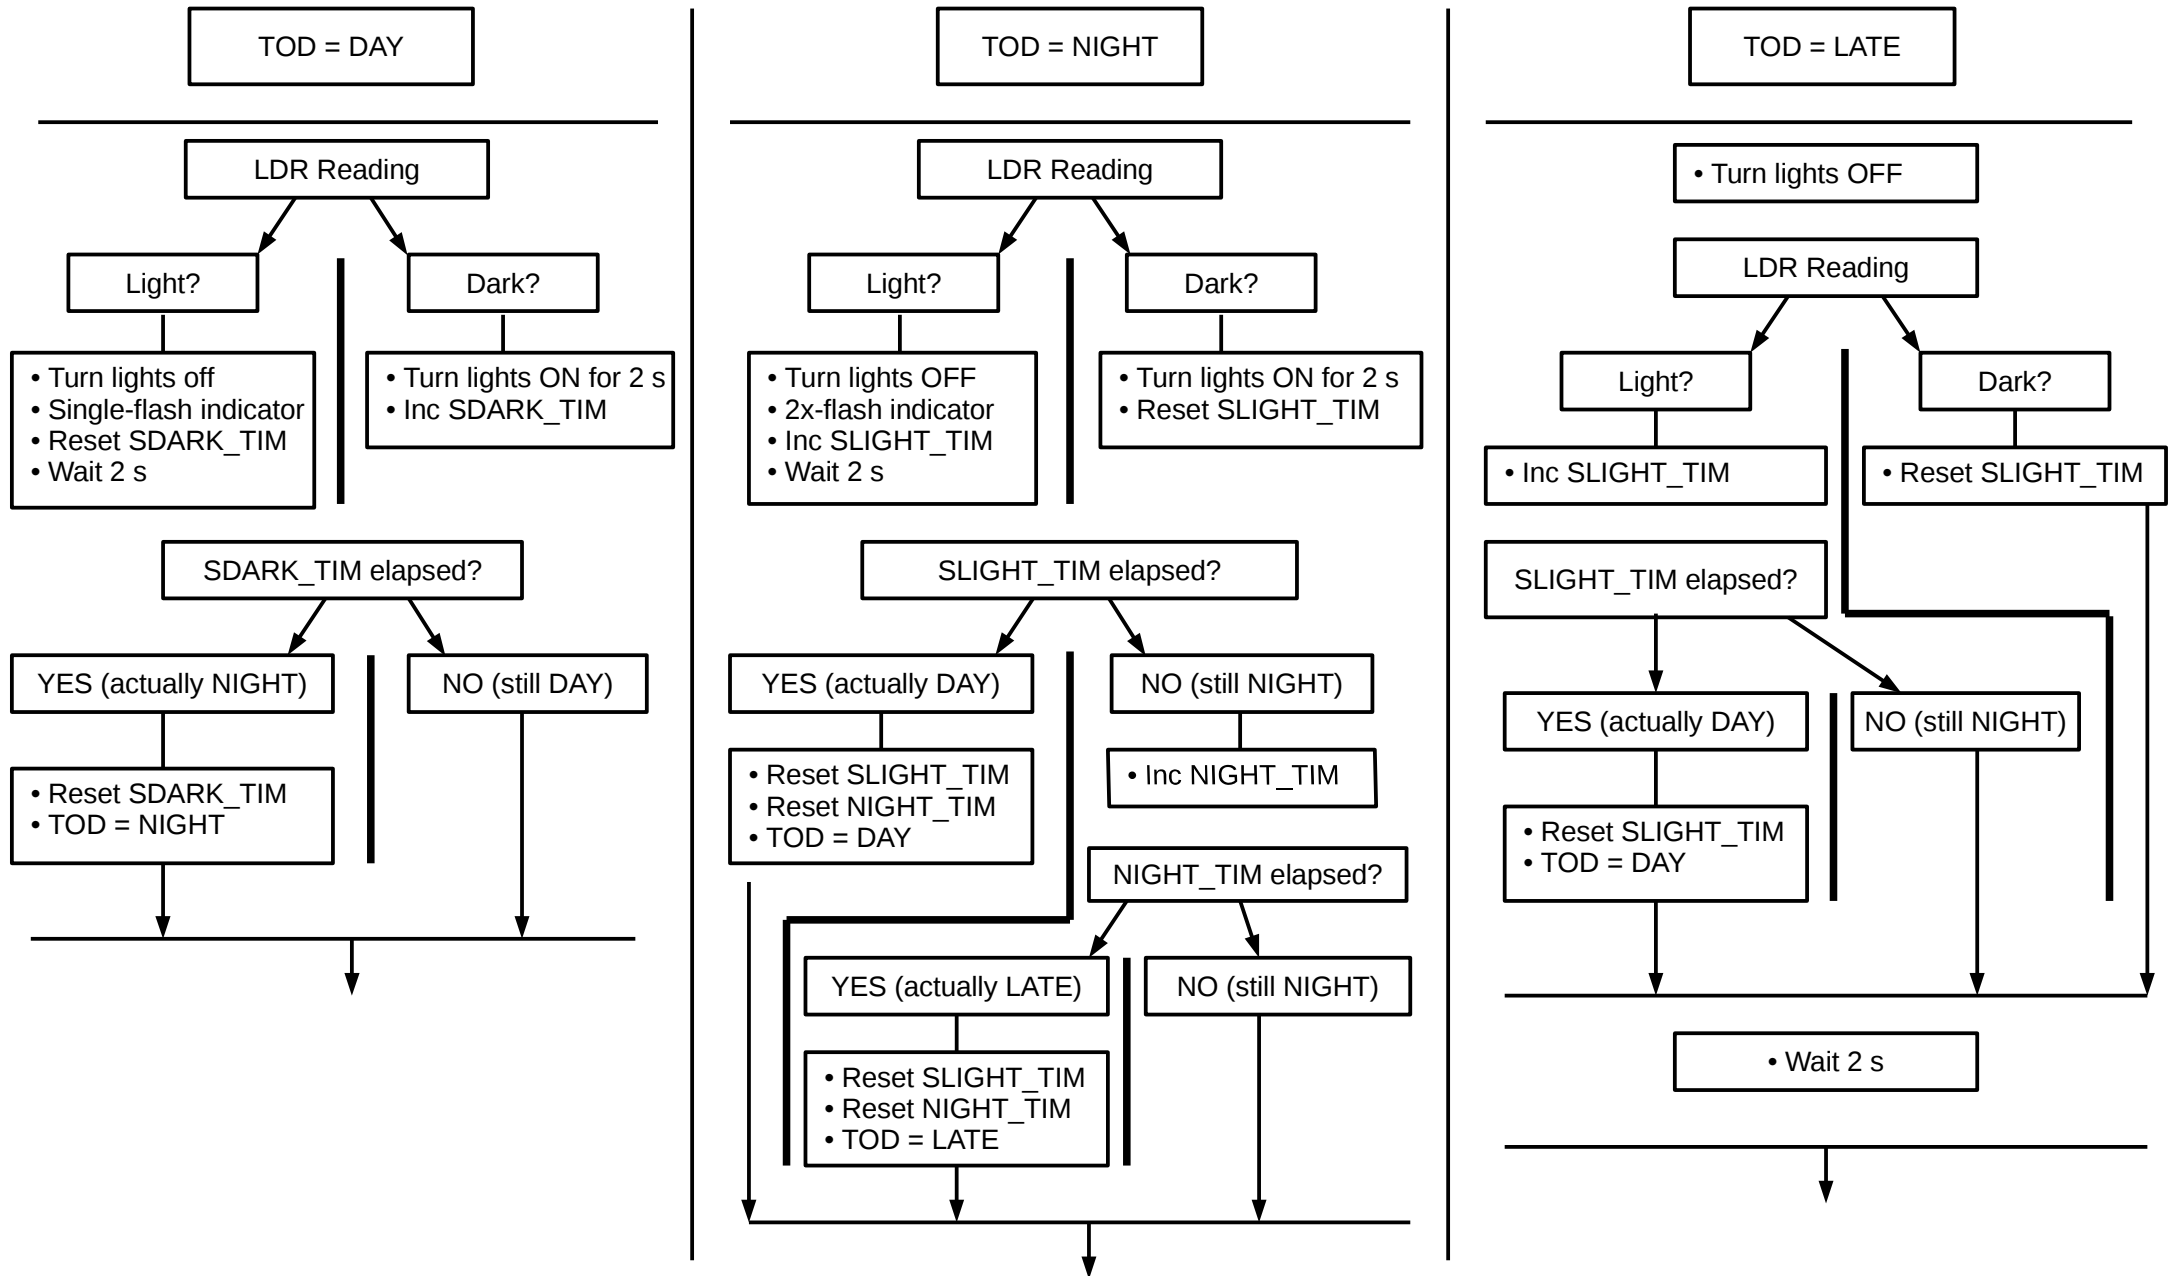 TOD = DAY
LDR Reading
Light?
Dark?
• Turn lights off
• Single-flash indicator
• Reset SDARK_TIM
• Wait 2 s
• Turn lights ON for 2 s
• Inc SDARK_TIM
SDARK_TIM elapsed?
YES (actually NIGHT)
NO (still DAY)
• Reset SDARK_TIM
• TOD = NIGHT
TOD = NIGHT
LDR Reading
Light?
Dark?
• Turn lights OFF
• 2x-flash indicator
• Inc SLIGHT_TIM
• Wait 2 s
• Turn lights ON for 2 s
• Reset SLIGHT_TIM
SLIGHT_TIM elapsed?
YES (actually DAY)
NO (still NIGHT)
• Reset SLIGHT_TIM
• Reset NIGHT_TIM
• TOD = DAY
• Inc NIGHT_TIM
NIGHT_TIM elapsed?
YES (actually LATE)
NO (still NIGHT)
• Reset SLIGHT_TIM
• Reset NIGHT_TIM
• TOD = LATE
TOD = LATE
• Turn lights OFF
LDR Reading
Light?
Dark?
• Inc SLIGHT_TIM
• Reset SLIGHT_TIM
SLIGHT_TIM elapsed?
YES (actually DAY)
NO (still NIGHT)
• Reset SLIGHT_TIM
• TOD = DAY
• Wait 2 s